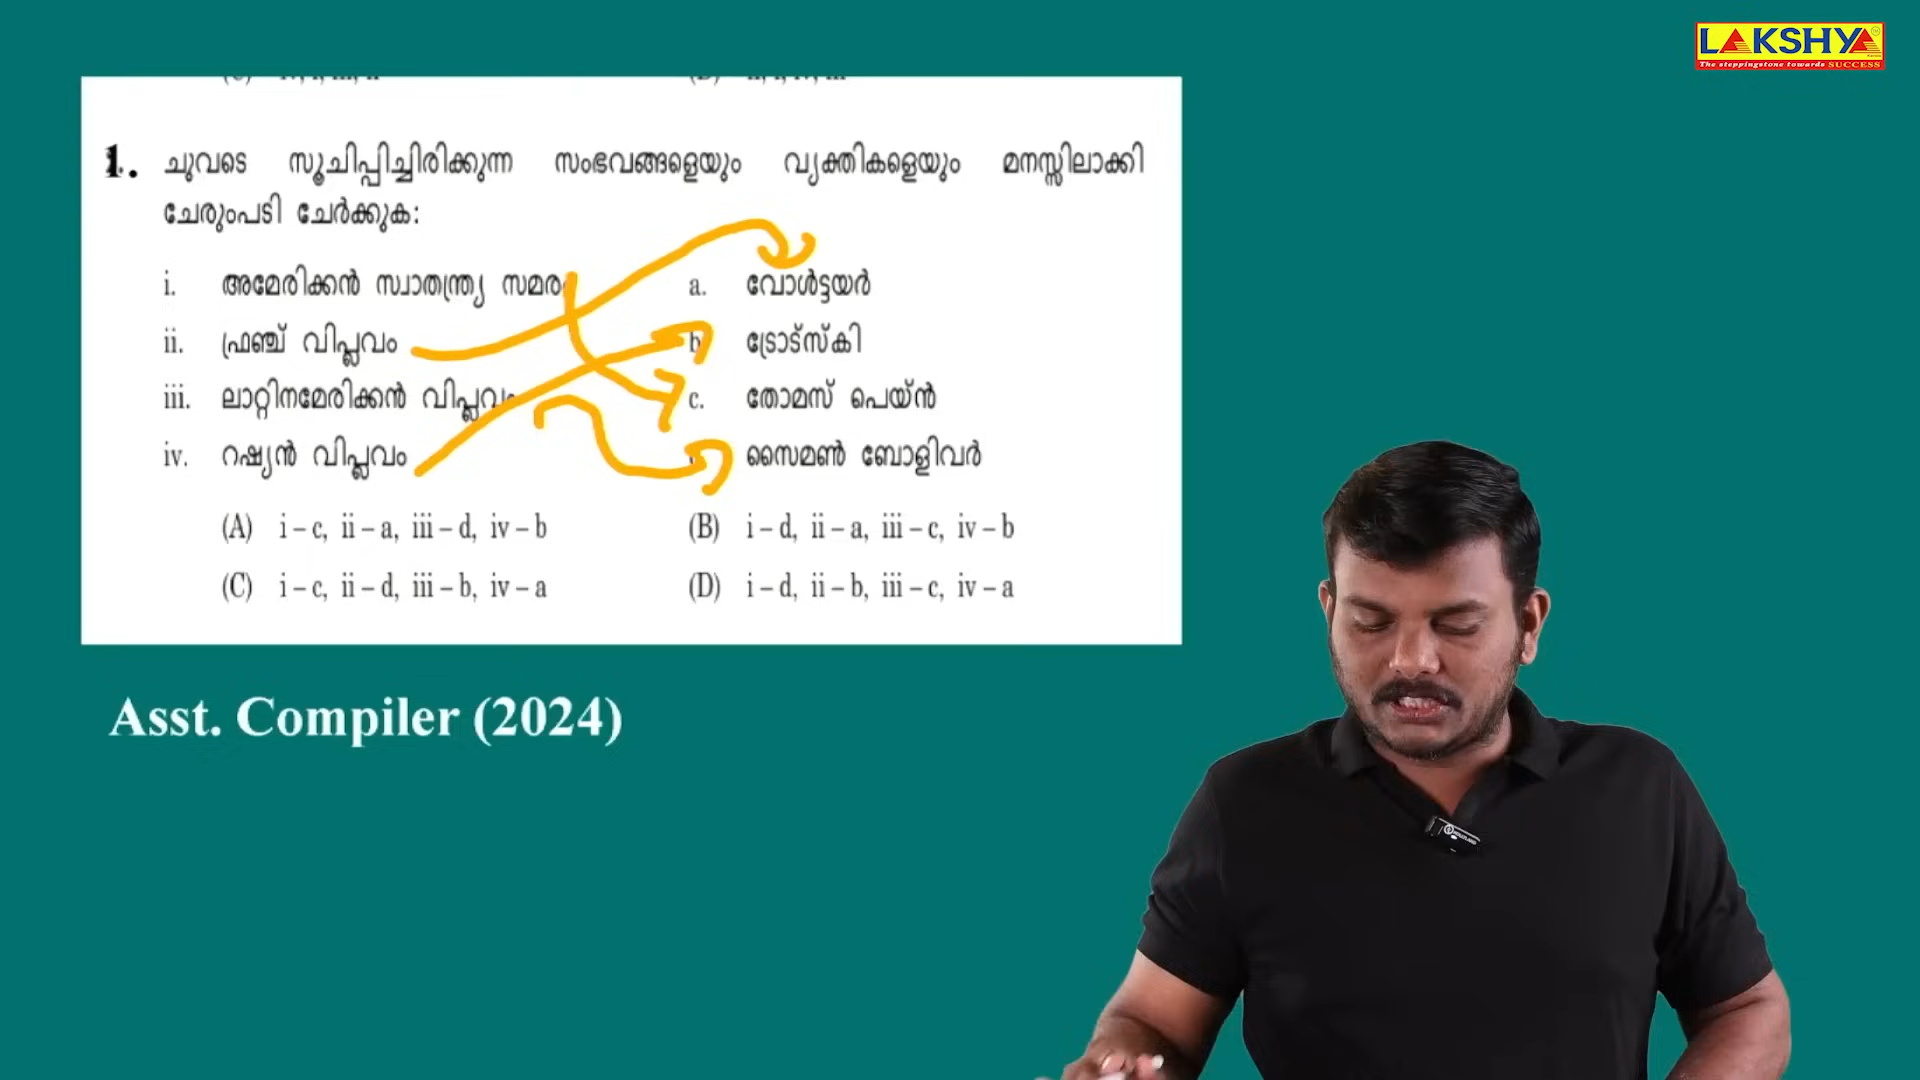 LAKSHYA
The steppingstone towards SUCCESS
1. ചുവടെ സൂചിപ്പിച്ചിരിക്കുന്ന സംഭവങ്ങളെയും വ്യക്തികളെയും മനസ്സിലാക്കി
ചേരുംപടി ചേർക്കുക:
i. അമേരിക്കൻ സ്വാതന്ത്ര്യ സമരം a. വോൾട്ടയർ
ii. ഫ്രഞ്ച് വിപ്ലവം b. ട്രോട്സ്കി
iii. ലാറ്റിനമേരിക്കൻ വിപ്ലവം c. തോമസ് പെയ്ൻ
iv. റഷ്യൻ വിപ്ലവം സൈമൺ ബോളിവർ
(A) i – c, ii – a, iii – d, iv – b (B) i – d, ii – a, iii – c, iv – b
(C) i – c, ii – d, iii – b, iv – a (D) i – d, ii – b, iii – c, iv – a
Asst. Compiler (2024)